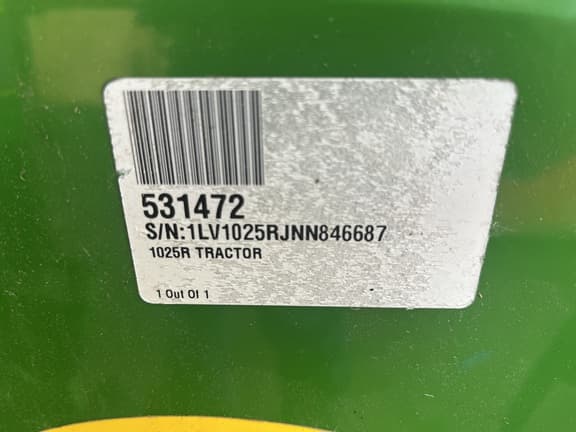 531472
S/N:1LV1025RJNN846687
1025R TRACTOR
1 Out Of 1